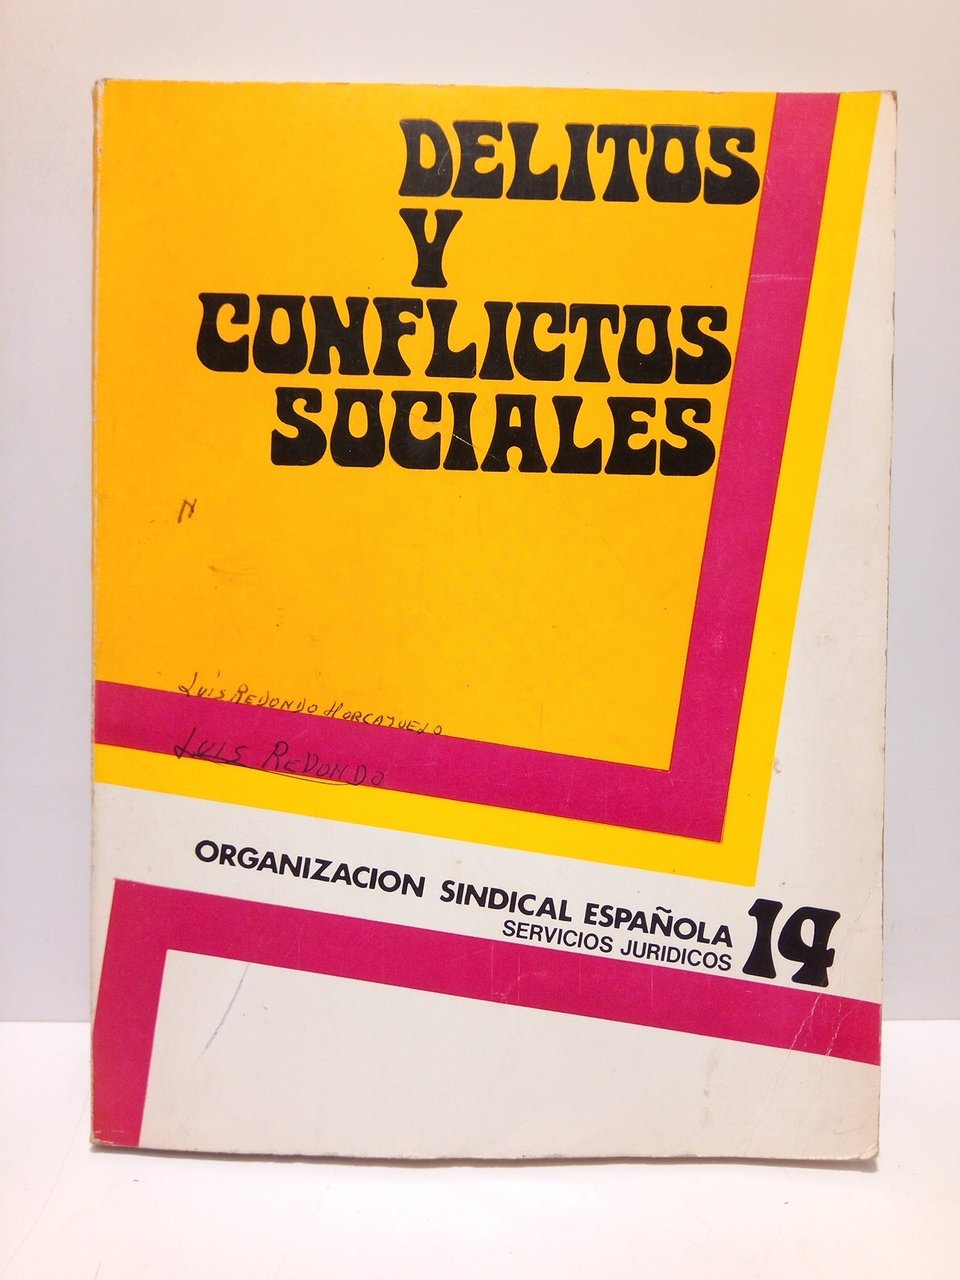 DELITOS
Y
CONFLICTOS
SOCIALES
N
Luis Redondo Horcajuelo
Luis Redondo
ORGANIZACION SINDICAL ESPAÑOLA
SERVICIOS JURIDICOS
14